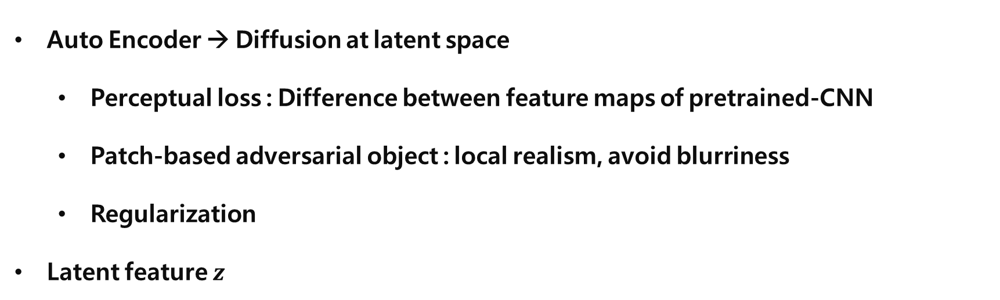 • Auto Encoder → Diffusion at latent space
• Perceptual loss : Difference between feature maps of pretrained-CNN
• Patch-based adversarial object : local realism, avoid blurriness
• Regularization
• Latent feature z